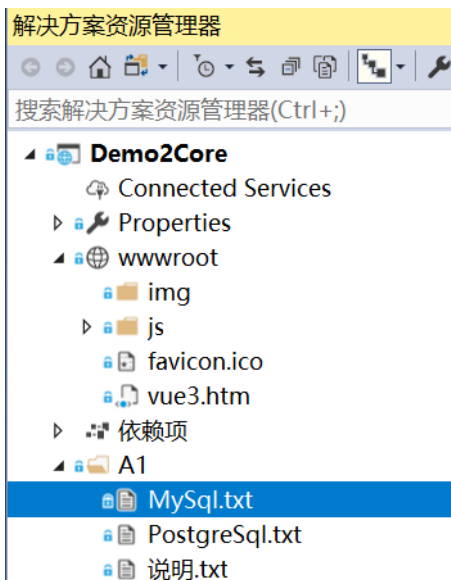 解决方案资源管理器
搜索解决方案资源管理器(Ctrl+;)
Demo2Core
Connected Services
Properties
wwwroot
img
js
favicon.ico
vue3.htm
依赖项
A1
MySql.txt
PostgreSql.txt
说明.txt